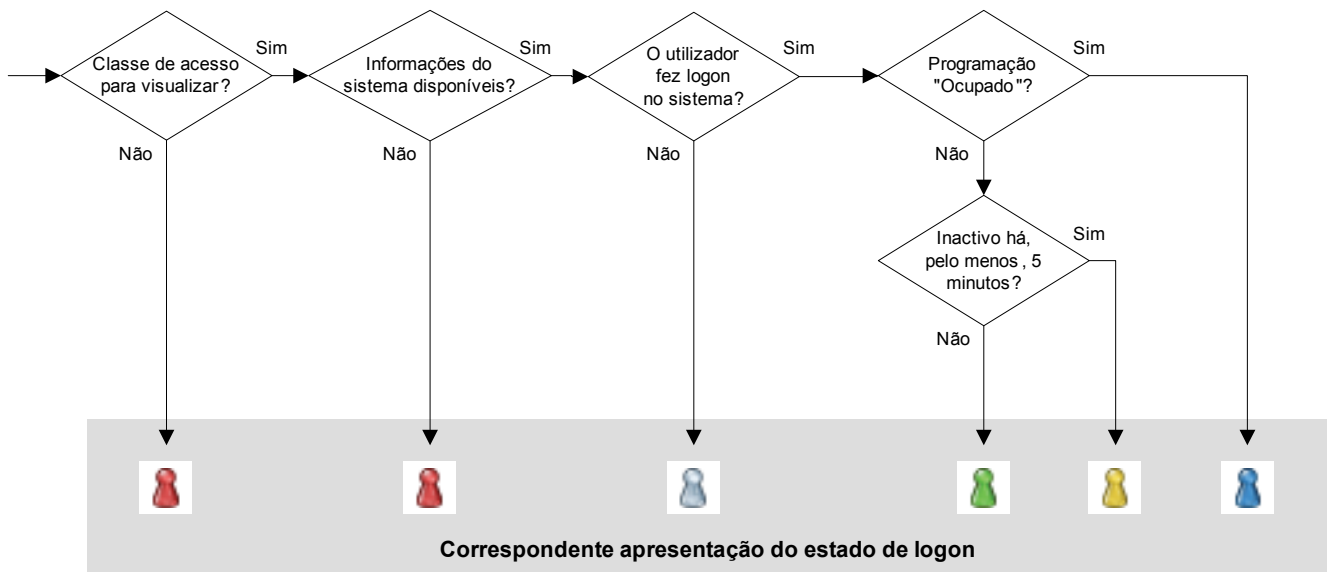 Classe de acesso
para visualizar?
Sim
Não
Informações do
sistema disponíveis?
Sim
Não
O utilizador
fez logon
no sistema?
Sim
Não
Programação
"Ocupado"?
Sim
Não
Inactivo há,
pelo menos, 5
minutos?
Sim
Não
Correspondente apresentação do estado de logon